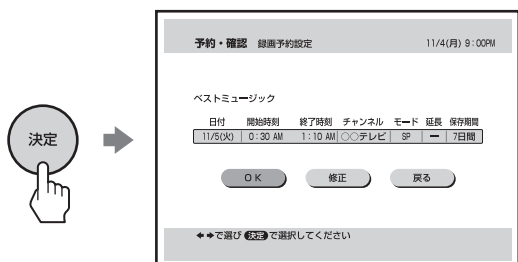 予約・確認 録画予約設定 11/4(月) 9:00PM
決定
ベストミュージック
日付 開始時刻 終了時刻 チャンネル モード 延長 保存期間
11/5(火) 0:30 AM 1:10 AM ○○テレビ SP ー 7日間
OK 修正 戻る
で選び 決定 で選択してください